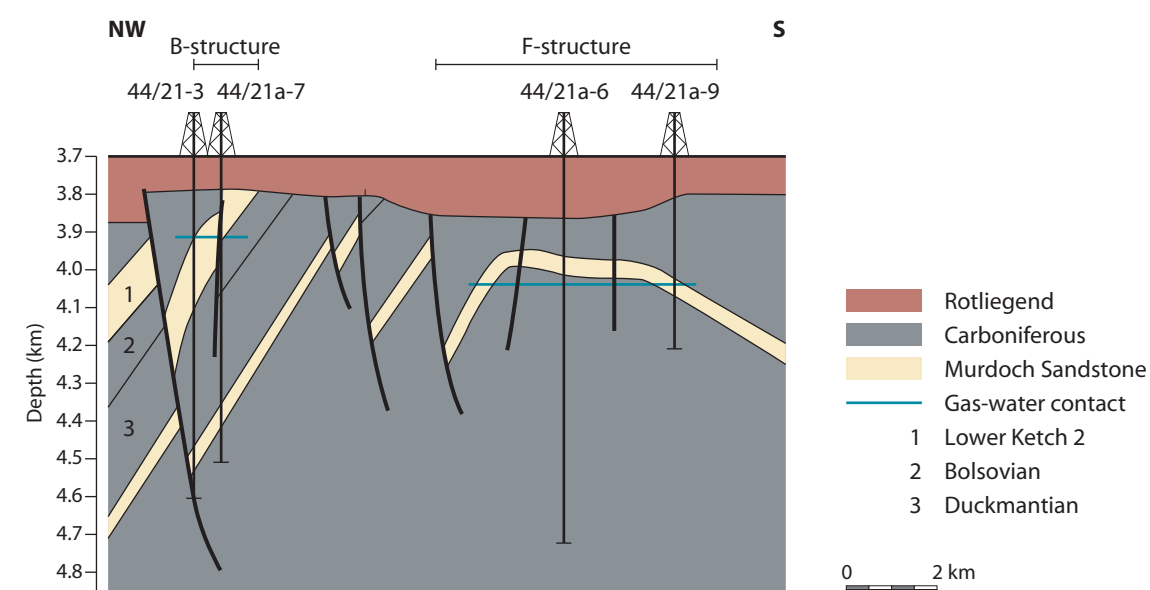 NW
S
B-structure
F-structure
44/21-3
44/21a-7
44/21a-6
44/21a-9
3.7
3.8
3.9
4.0
4.1
4.2
4.3
4.4
4.5
4.6
4.7
4.8
Depth (km)
1
2
3
Rotliegend
Carboniferous
Murdoch Sandstone
Gas-water contact
1 Lower Ketch 2
2 Bolsovian
3 Duckmantian
0 2 km